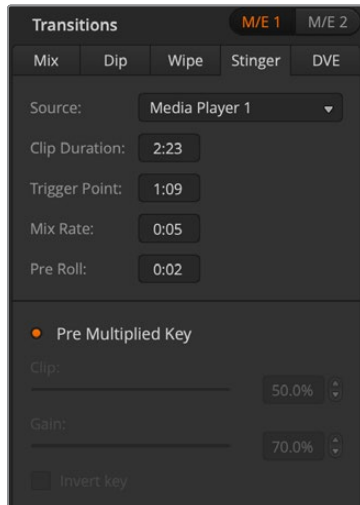 Transitions M/E 1 M/E 2
Mix Dip Wipe Stinger DVE
Source: Media Player 1
Clip Duration: 2:23
Trigger Point: 1:09
Mix Rate: 0:05
Pre Roll: 0:02
Pre Multiplied Key
Clip:
50.0%
Gain:
70.0%
Invert key